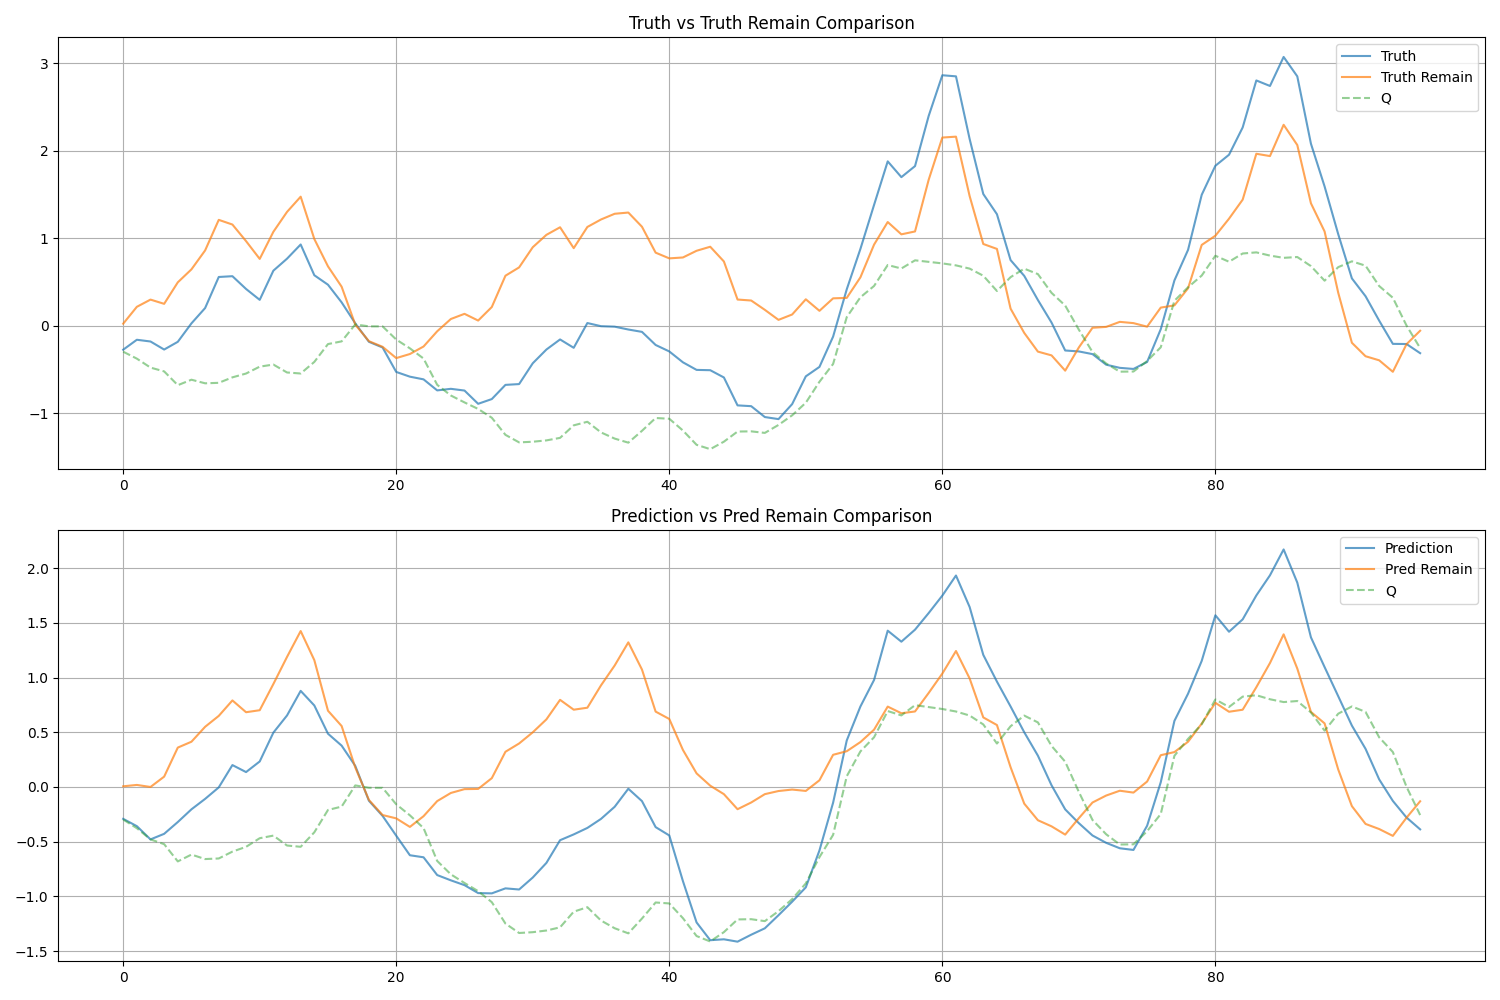 Truth vs Truth Remain Comparison
Truth
Truth Remain
Q
3
2
1
0
−1
0
20
40
60
80
Prediction vs Pred Remain Comparison
Prediction
Pred Remain
Q
2.0
1.5
1.0
0.5
0.0
−0.5
−1.0
−1.5
0
20
40
60
80